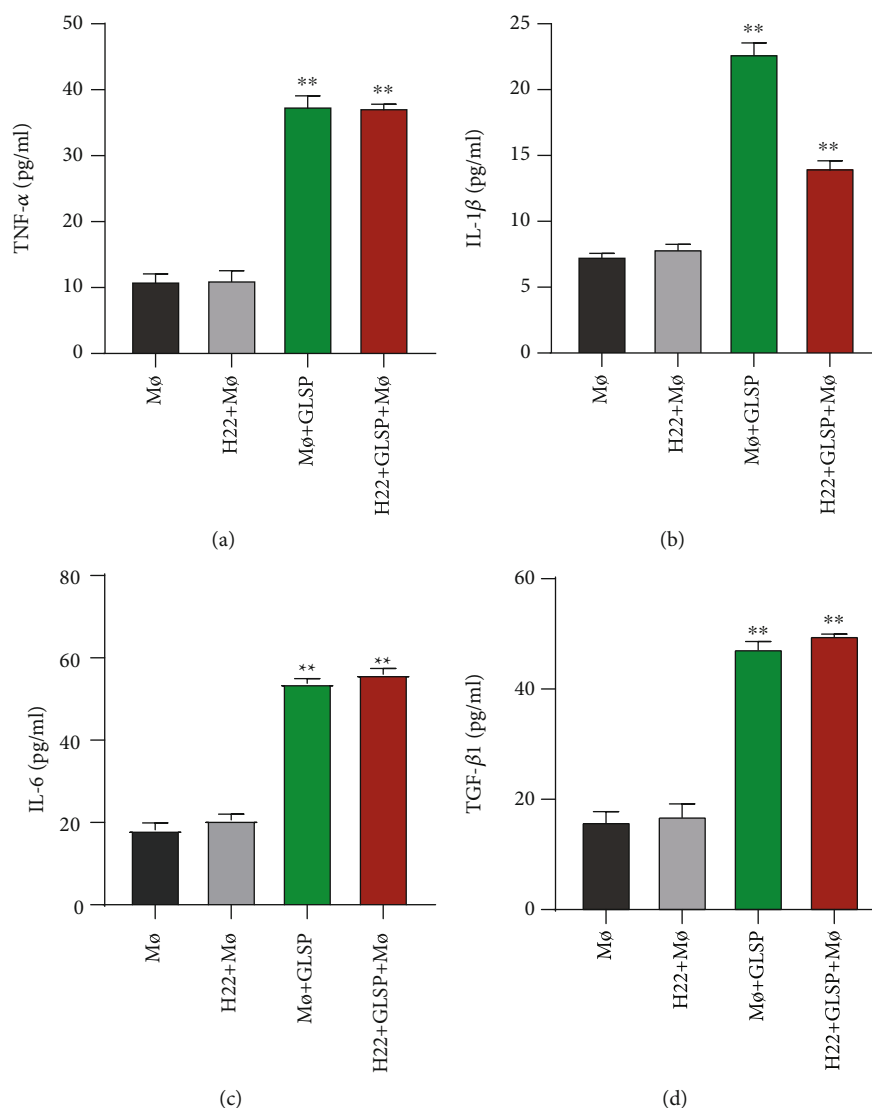 TNF-α (pg/ml)
50
40
30
20
10
0
**
**
Mø
H22+Mø
Mø+GLSP
H22+GLSP+Mø
(a)
IL-1β (pg/ml)
25
20
15
10
5
0
**
**
Mø
H22+Mø
Mø+GLSP
H22+GLSP+Mø
(b)
IL-6 (pg/ml)
80
60
40
20
0
**
**
Mø
H22+Mø
Mø+GLSP
H22+GLSP+Mø
(c)
TGF-β1 (pg/ml)
60
40
20
0
**
**
Mø
H22+Mø
Mø+GLSP
H22+GLSP+Mø
(d)